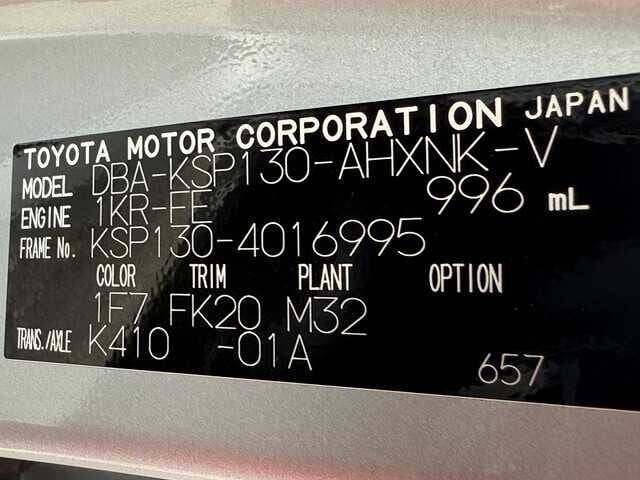 TOYOTA MOTOR CORPORATION JAPAN
MODEL DBA-KSP130-AHXNK-V
ENGINE 1KR-FE 996 mL
FRAME No. KSP130-4016995
COLOR TRIM PLANT OPTION
1F7 FK20 M32
TRANS./AXLE K410 -01A
657